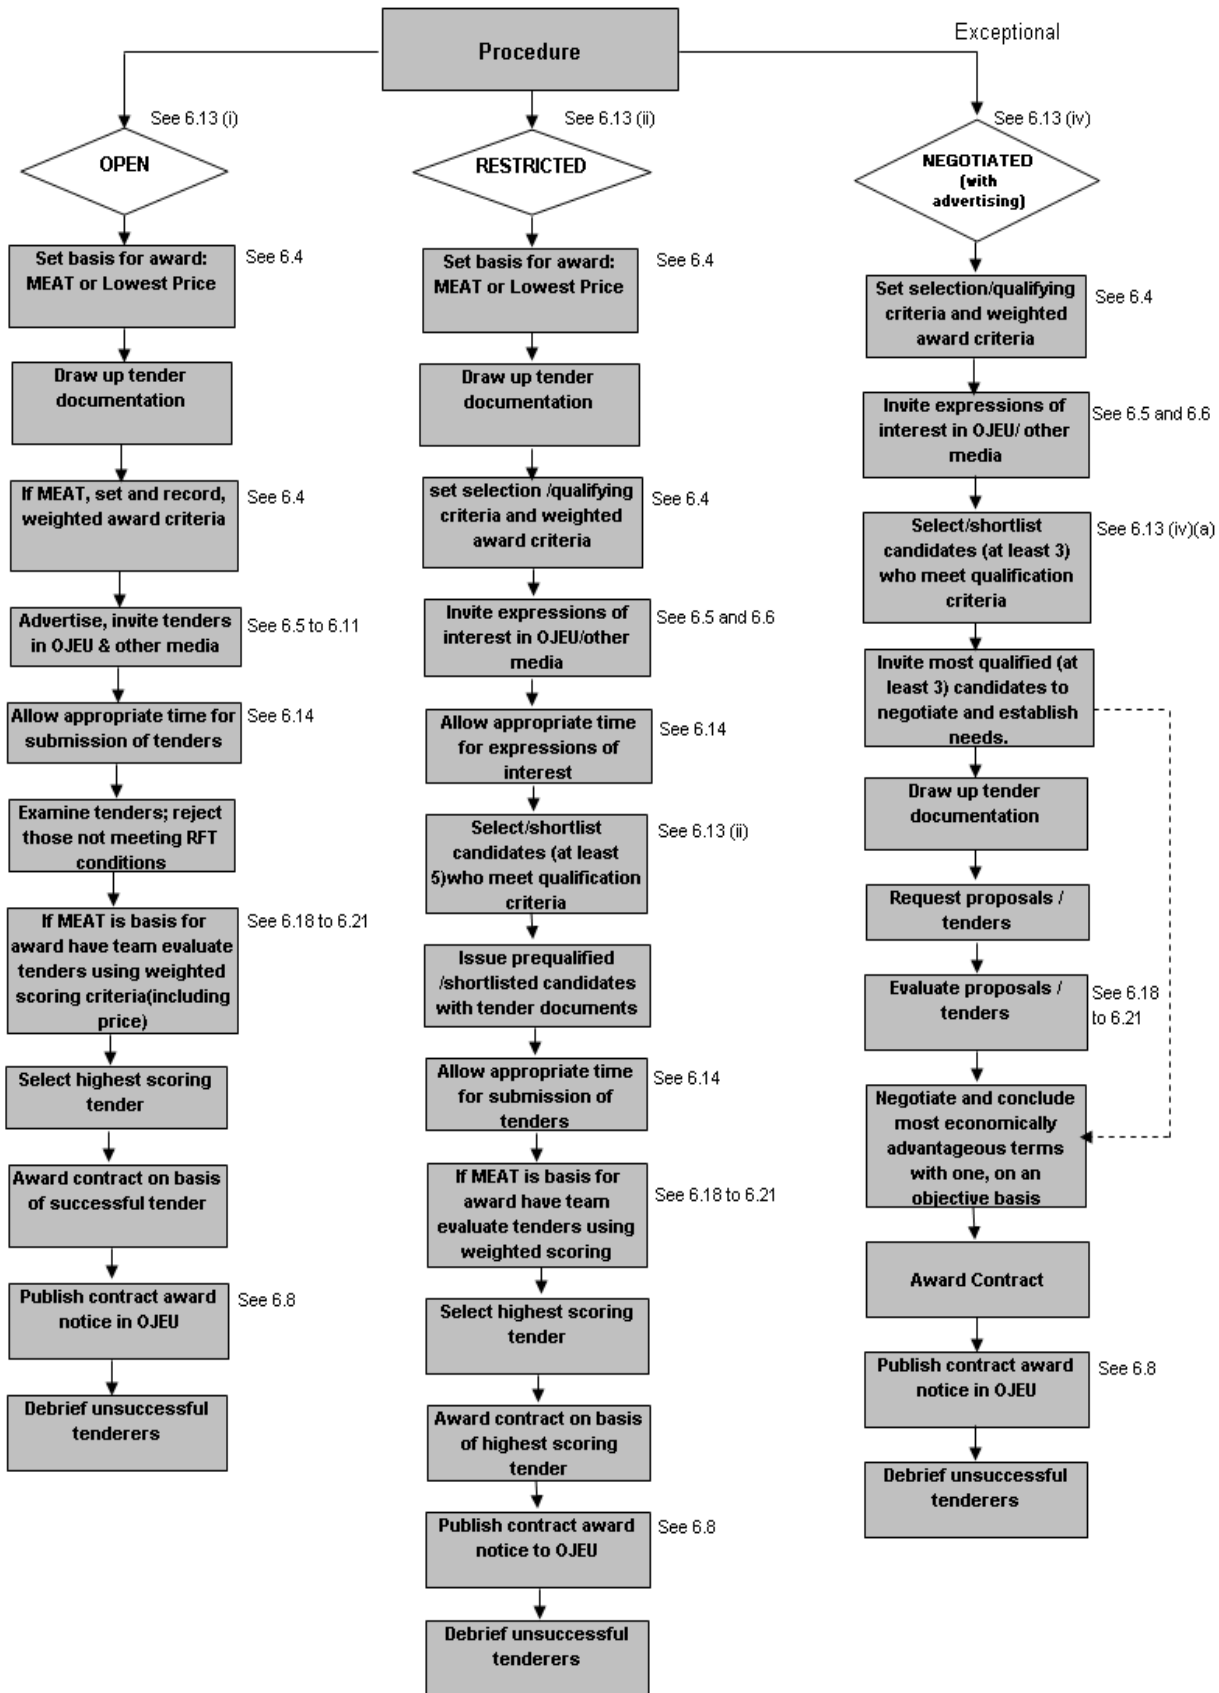 Procedure
Exceptional
See 6.13 (i)
OPEN
Set basis for award:
MEAT or Lowest Price
See 6.4
Draw up tender
documentation
If MEAT, set and record,
weighted award criteria
See 6.4
Advertise, invite tenders
in OJEU & other media
See 6.5 to 6.11
Allow appropriate time for
submission of tenders
See 6.14
Examine tenders; reject
those not meeting RFT
conditions
If MEAT is basis for
award have team evaluate
tenders using weighted
scoring criteria(including
price)
See 6.18 to 6.21
Select highest scoring
tender
Award contract on basis
of successful tender
Publish contract award
notice in OJEU
See 6.8
Debrief unsuccessful
tenderers
See 6.13 (ii)
RESTRICTED
Set basis for award:
MEAT or Lowest Price
See 6.4
Draw up tender
documentation
set selection /qualifying
criteria and weighted
award criteria
See 6.4
Invite expressions of
interest in OJEU/other
media
See 6.5 and 6.6
Allow appropriate time
for expressions of
interest
See 6.14
Select/shortlist
candidates (at least
5)who meet qualification
criteria
See 6.13 (ii)
Issue prequalified
/shortlisted candidates
with tender documents
Allow appropriate time
for submission of
tenders
See 6.14
If MEAT is basis for
award have team
evaluate tenders using
weighted scoring
See 6.18 to 6.21
Select highest scoring
tender
Award contract on basis
of highest scoring
tender
Publish contract award
notice to OJEU
See 6.8
Debrief unsuccessful
tenderers
See 6.13 (iv)
NEGOTIATED
(with
advertising)
Set selection/qualifying
criteria and weighted
award criteria
See 6.4
Invite expressions of
interest in OJEU/ other
media
See 6.5 and 6.6
Select/shortlist
candidates (at least 3)
who meet qualification
criteria
See 6.13 (iv)(a)
Invite most qualified (at
least 3) candidates to
negotiate and establish
needs.
Draw up tender
documentation
Request proposals /
tenders
Evaluate proposals /
tenders
See 6.18
to 6.21
Negotiate and conclude
most economically
advantageous terms
with one, on an
objective basis
Award Contract
Publish contract award
notice in OJEU
See 6.8
Debrief unsuccessful
tenderers